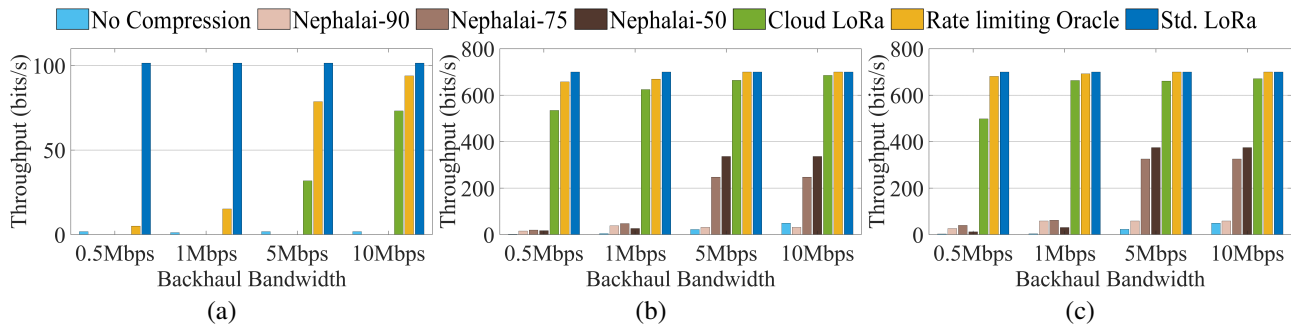 No Compression Nephalai-90 Nephalai-75 Nephalai-50 Cloud LoRa Rate limiting Oracle Std. LoRa
Throughput (bits/s)
100
50
0
0.5Mbps 1Mbps 5Mbps 10Mbps
Backhaul Bandwidth
(a)
Throughput (bits/s)
800
600
400
200
0
0.5Mbps 1Mbps 5Mbps 10Mbps
Backhaul Bandwidth
(b)
Throughput (bits/s)
800
600
400
200
0
0.5Mbps 1Mbps 5Mbps 10Mbps
Backhaul Bandwidth
(c)